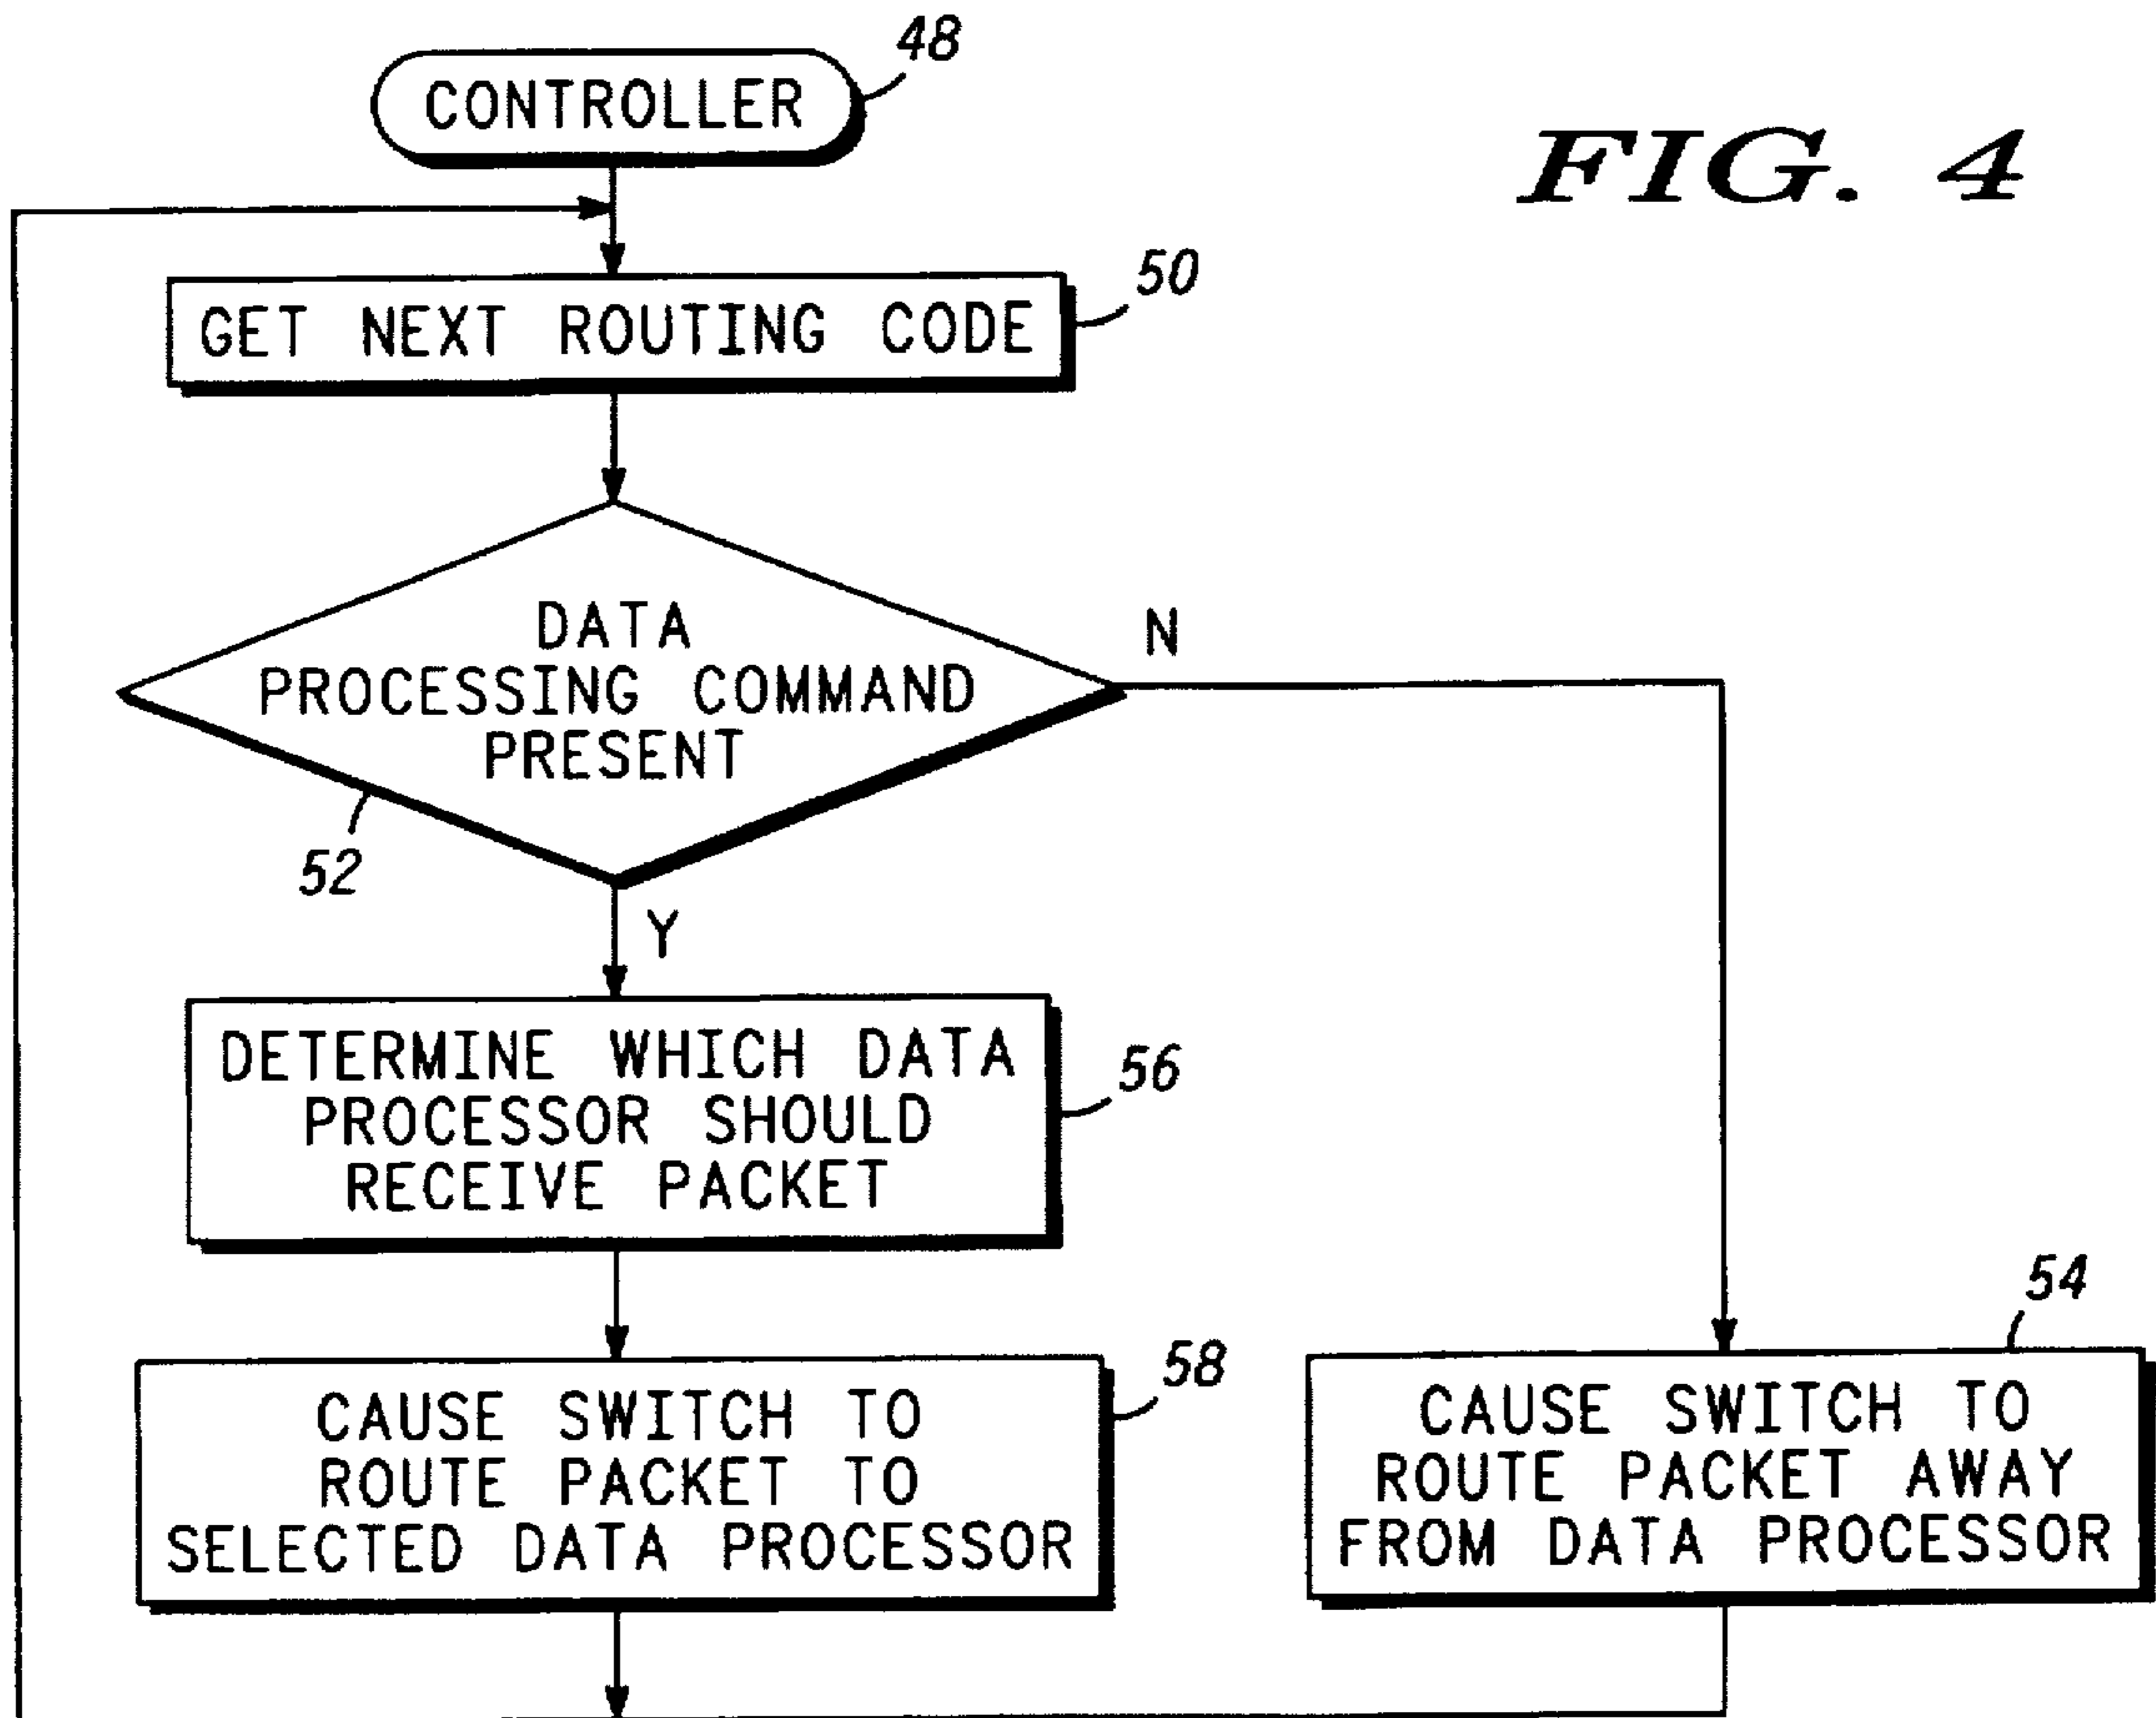 48
CONTROLLER
FIG. 4
50
GET NEXT ROUTING CODE
DATA
PROCESSING COMMAND
PRESENT
N
52
Y
DETERMINE WHICH DATA
PROCESSOR SHOULD
RECEIVE PACKET
56
54
58
CAUSE SWITCH TO
ROUTE PACKET TO
SELECTED DATA PROCESSOR
CAUSE SWITCH TO
ROUTE PACKET AWAY
FROM DATA PROCESSOR